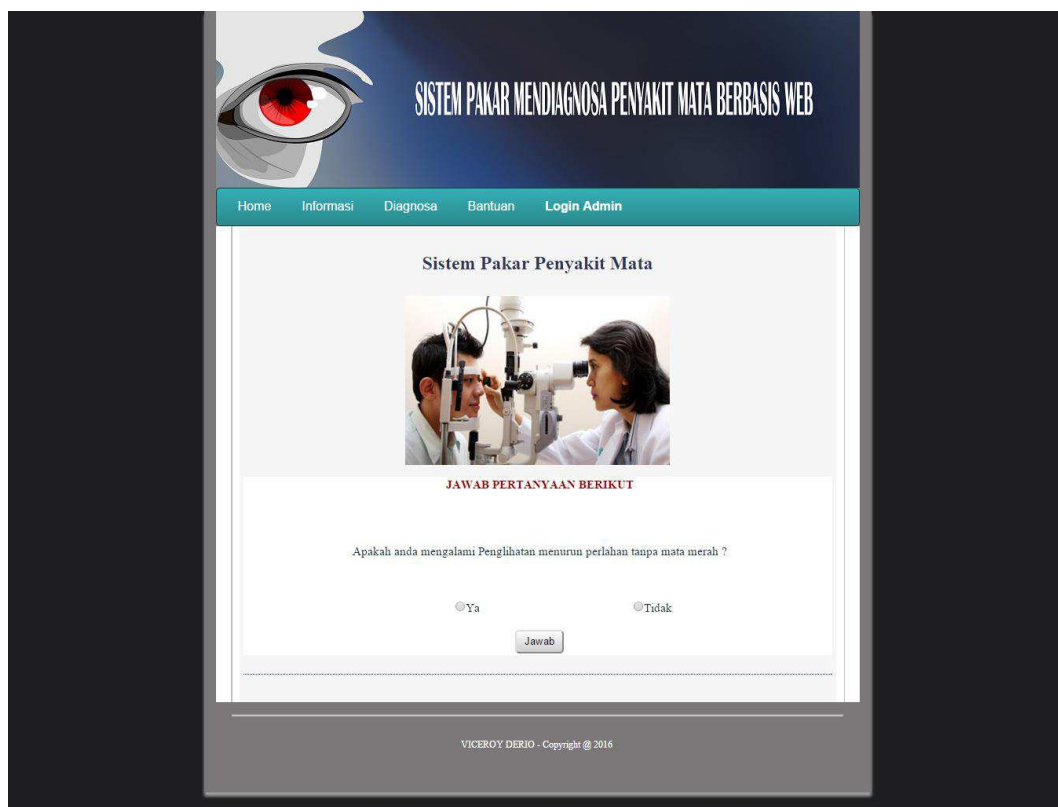 SISTEM PAKAR MENDIAGNOSA PENYAKIT MATA BERBASIS WEB
Home Informasi Diagnosa Bantuan Login Admin
Sistem Pakar Penyakit Mata
JAWAB PERTANYAAN BERIKUT
Apakah anda mengalami Penglihatan menurun perlahan tanpa mata merah ?
Ya Tidak
Jawab
VICEROY DERIO - Copyright @ 2016